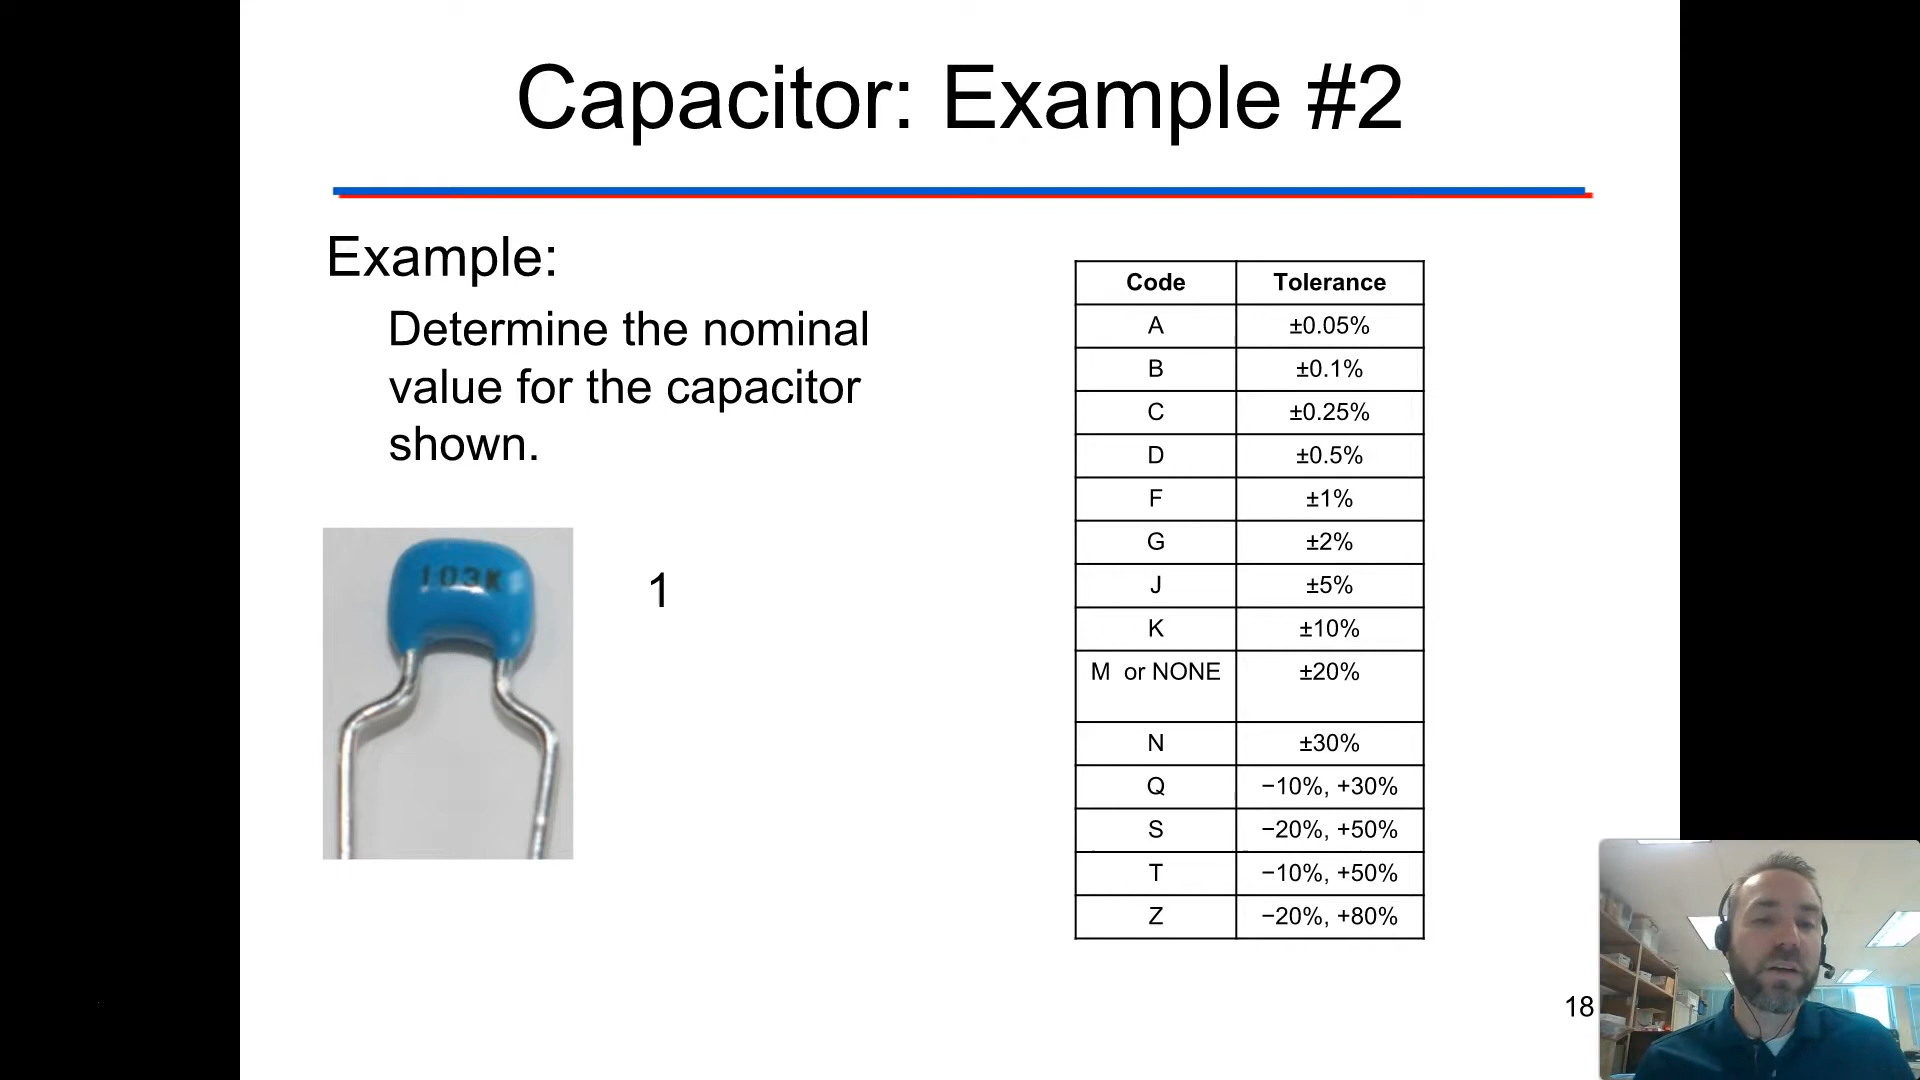 Capacitor: Example #2
Example:
Determine the nominal
value for the capacitor
shown.
103K
1
Code Tolerance
A ±0.05%
B ±0.1%
C ±0.25%
D ±0.5%
F ±1%
G ±2%
J ±5%
K ±10%
M or NONE ±20%
N ±30%
Q −10%, +30%
S −20%, +50%
T −10%, +50%
Z −20%, +80%
18